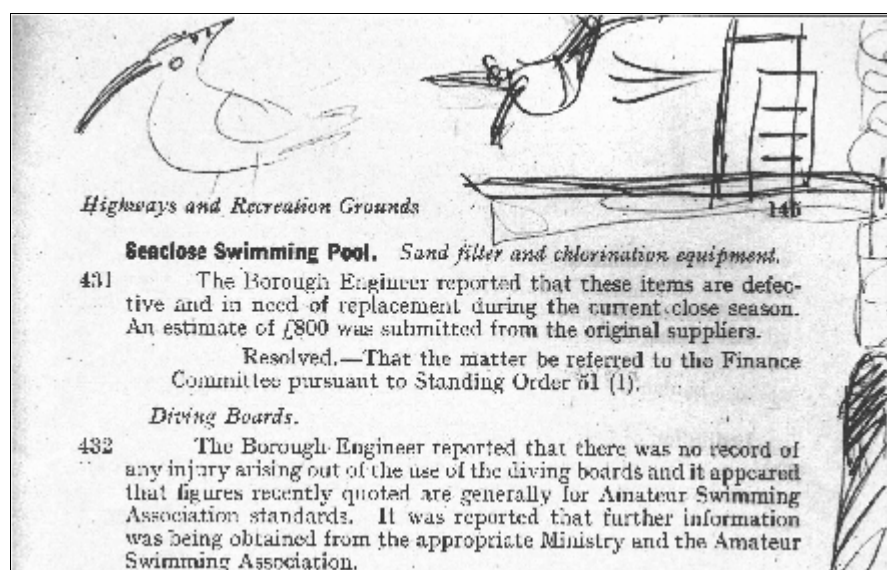 Highways and Recreation Grounds 145
Seaclose Swimming Pool. Sand filter and chlorination equipment.
431 The Borough Engineer reported that these items are defec-
tive and in need of replacement during the current close season.
An estimate of £800 was submitted from the original suppliers.
Resolved.—That the matter be referred to the Finance
Committee pursuant to Standing Order 51 (1).
Diving Boards.
432 The Borough Engineer reported that there was no record of
any injury arising out of the use of the diving boards and it appeared
that figures recently quoted are generally for Amateur Swimming
Association standards. It was reported that further information
was being obtained from the appropriate Ministry and the Amateur
Swimming Association.